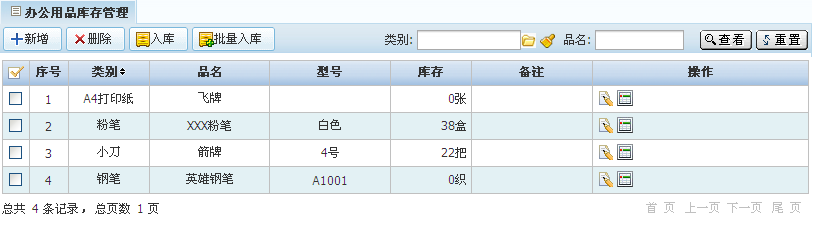 办公用品库存管理
新增 删除 入库 批量入库 类别: 品名: 查看 重置
序号 类别 品名 型号 库存 备注 操作
1 A4打印纸 飞牌 0张
2 粉笔 XXX粉笔 白色 38盒
3 小刀 箭牌 4号 22把
4 钢笔 英雄钢笔 A1001 0织
总共 4 条记录, 总页数 1 页 首 页 上一页 下一页 尾 页